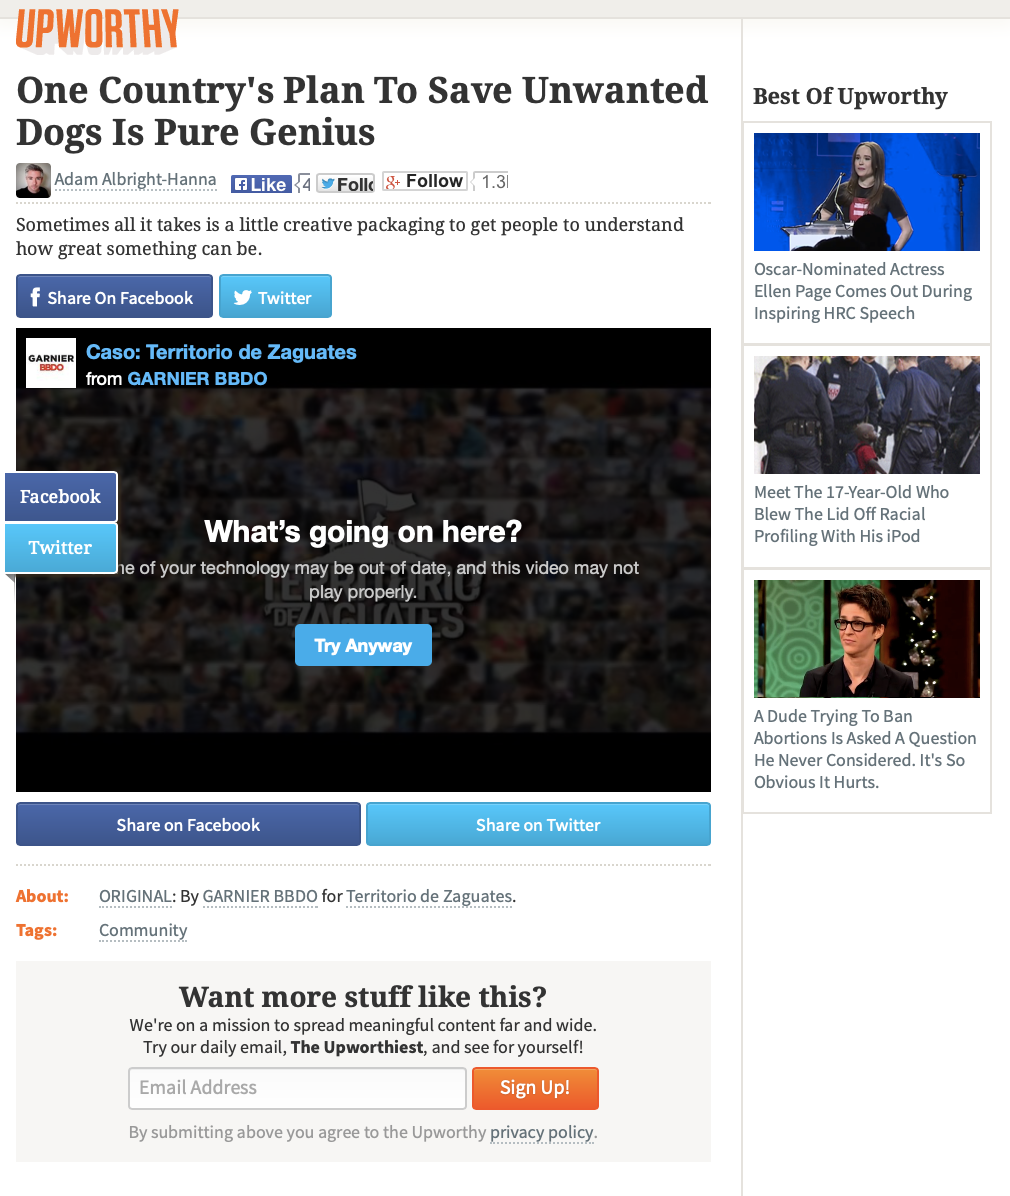 UPWORTHY
One Country's Plan To Save Unwanted
Dogs Is Pure Genius
Adam Albright-Hanna
Like
4
Follow
1.3
Sometimes all it takes is a little creative packaging to get people to understand
how great something can be.
Share On Facebook
Twitter
GARNIER
BBDO
Caso: Territorio de Zaguates
from GARNIER BBDO
Facebook
Twitter
What's going on here?
of your technology may be out of date, and this video may not
play properly.
TERRITORIO
DE ZAGUATES
Try Anyway
Share on Facebook
Share on Twitter
About: ORIGINAL: By GARNIER BBDO for Territorio de Zaguates.
Tags: Community
Want more stuff like this?
We're on a mission to spread meaningful content far and wide.
Try our daily email, The Upworthiest, and see for yourself!
Email Address
Sign Up!
By submitting above you agree to the Upworthy privacy policy.
Best Of Upworthy
Oscar-Nominated Actress
Ellen Page Comes Out During
Inspiring HRC Speech
Meet The 17-Year-Old Who
Blew The Lid Off Racial
Profiling With His iPod
A Dude Trying To Ban
Abortions Is Asked A Question
He Never Considered. It's So
Obvious It Hurts.